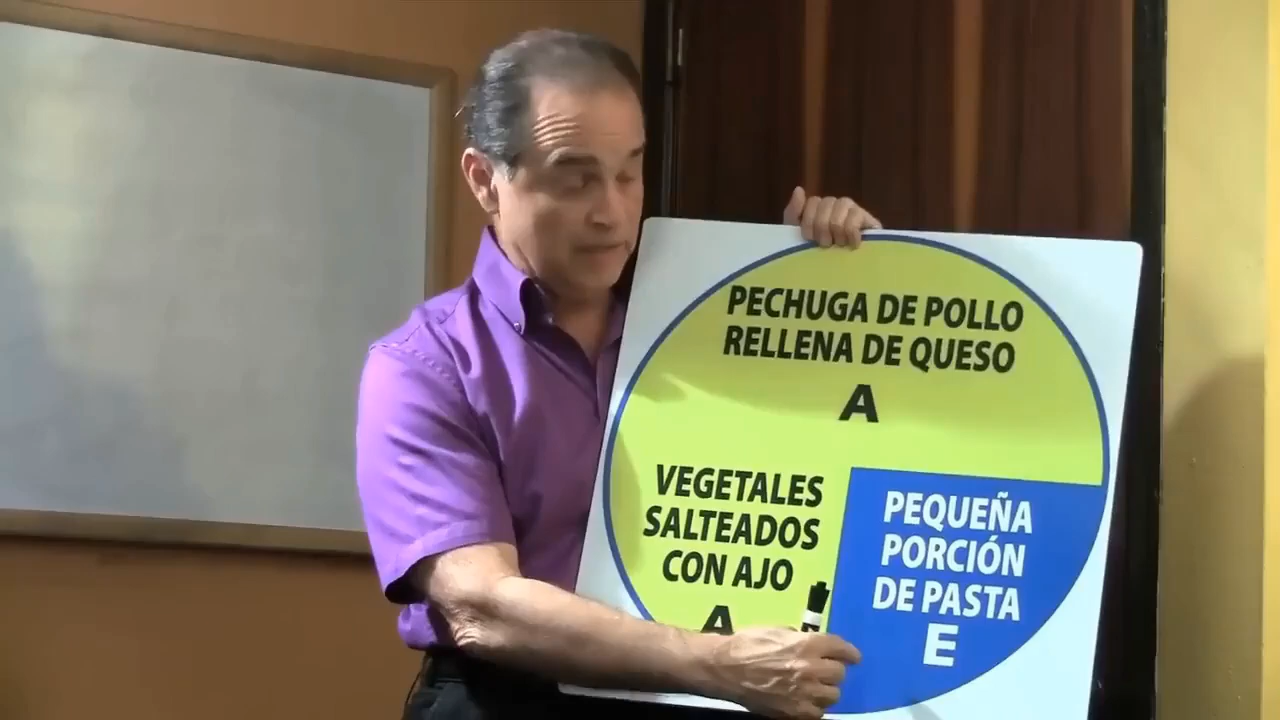 PECHUGA DE POLLO
RELLENA DE QUESO
A
VEGETALES
SALTEADOS
CON AJO
A
PEQUEÑA
PORCIÓN
DE PASTA
E